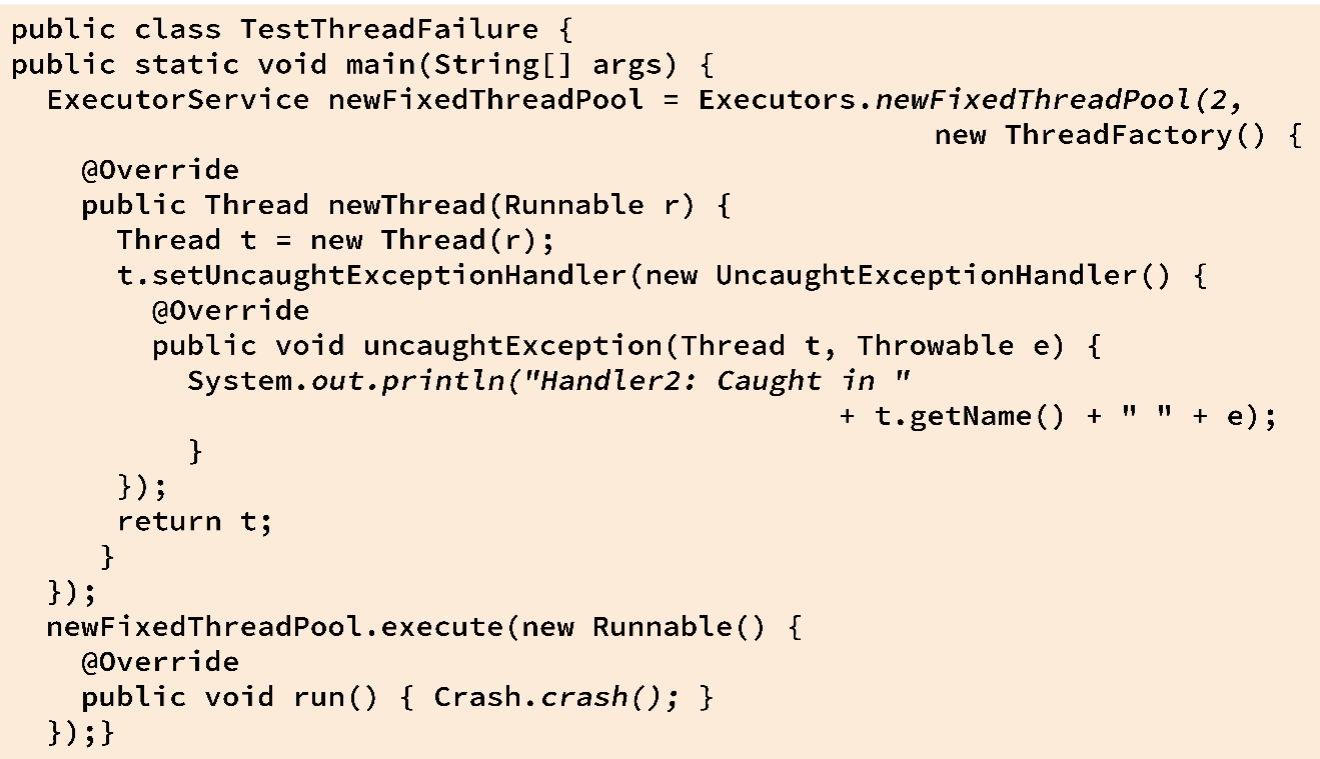 public class TestThreadFailure {
public static void main(String[] args) {
  ExecutorService newFixedThreadPool = Executors.newFixedThreadPool(2,
                                                     new ThreadFactory() {
    @Override
    public Thread newThread(Runnable r) {
      Thread t = new Thread(r);
      t.setUncaughtExceptionHandler(new UncaughtExceptionHandler() {
        @Override
        public void uncaughtException(Thread t, Throwable e) {
          System.out.println("Handler2: Caught in "
                                               + t.getName() + " " + e);
          }
      });
      return t;
     }
  });
  newFixedThreadPool.execute(new Runnable() {
    @Override
    public void run() { Crash.crash(); }
  });}